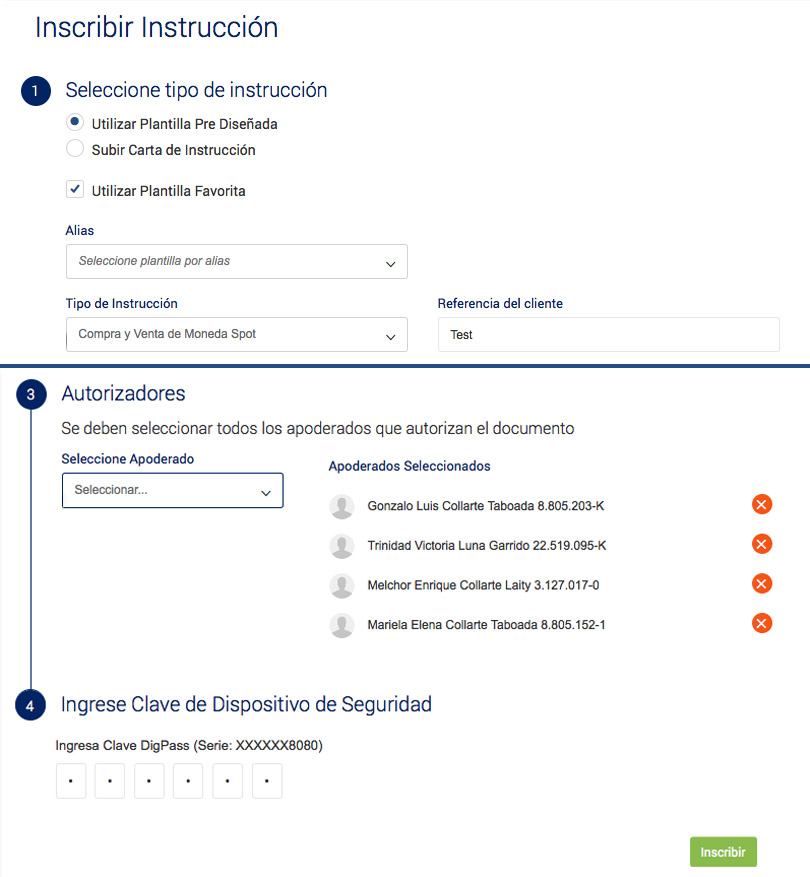 Inscribir Instrucción
1 Seleccione tipo de instrucción
Utilizar Plantilla Pre Diseñada
Subir Carta de Instrucción
Utilizar Plantilla Favorita
Alias
Seleccione plantilla por alias
Tipo de Instrucción
Referencia del cliente
Compra y Venta de Moneda Spot
Test
3 Autorizadores
Se deben seleccionar todos los apoderados que autorizan el documento
Seleccione Apoderado
Seleccionar...
Apoderados Seleccionados
Gonzalo Luis Collarte Taboada 8.805.203-K
Trinidad Victoria Luna Garrido 22.519.095-K
Melchor Enrique Collarte Laity 3.127.017-0
Mariela Elena Collarte Taboada 8.805.152-1
4 Ingrese Clave de Dispositivo de Seguridad
Ingresa Clave DigPass (Serie: XXXXXX8080)
Inscribir